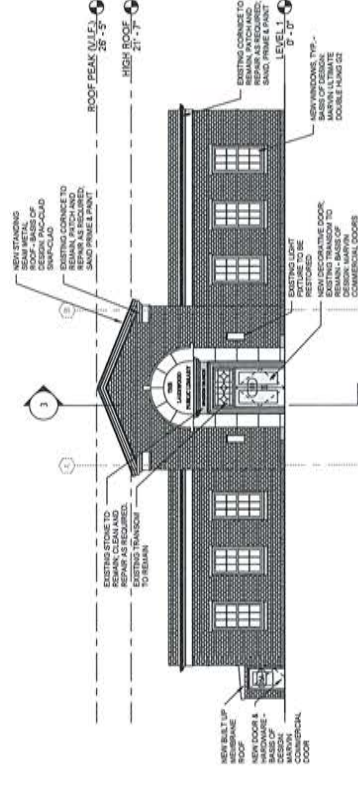 ROOF PEAK (V.I.F.)
26' - 5"
HIGH ROOF
21' - 7"
LEVEL 1
0' - 0"
3
NEW STANDING
SEAM METAL
ROOF - BASIS OF
DESIGN: PAC-CLAD
SNAP-CLAD
EXISTING CORNICE TO
REMAIN, PATCH AND
REPAIR AS REQUIRED;
SAND PRIME & PAINT
EXISTING CORNICE TO
REMAIN, PATCH AND
REPAIR AS REQUIRED;
SAND, PRIME & PAINT
EXISTING STONE TO
REMAIN; CLEAN AND
REPAIR AS REQUIRED.
EXISTING TRANSOM
TO REMAIN
THE
PUBLIC LIBRARY
EXISTING LIGHT
FIXTURE TO BE
RESTORED
NEW DECORATIVE DOOR;
EXISTING TRANSOM TO
REMAIN - BASIS OF
DESIGN: MARVIN
COMMERCIAL DOORS
NEW WINDOWS, TYP. -
BASIS OF DESIGN:
MARVIN ULTIMATE
DOUBLE HUNG G2
NEW BUILT UP
MEMBRANE
ROOF
NEW DOOR &
HARDWARE -
BASIS OF
DESIGN:
MARVIN
COMMERCIAL
DOOR